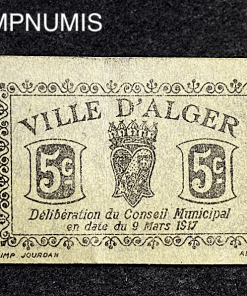 MPNUMIS
VILLE D'ALGER
5c 5c
Délibération du Conseil Municipal
en date du 9 Mars 1917
IMP. JOURDAN